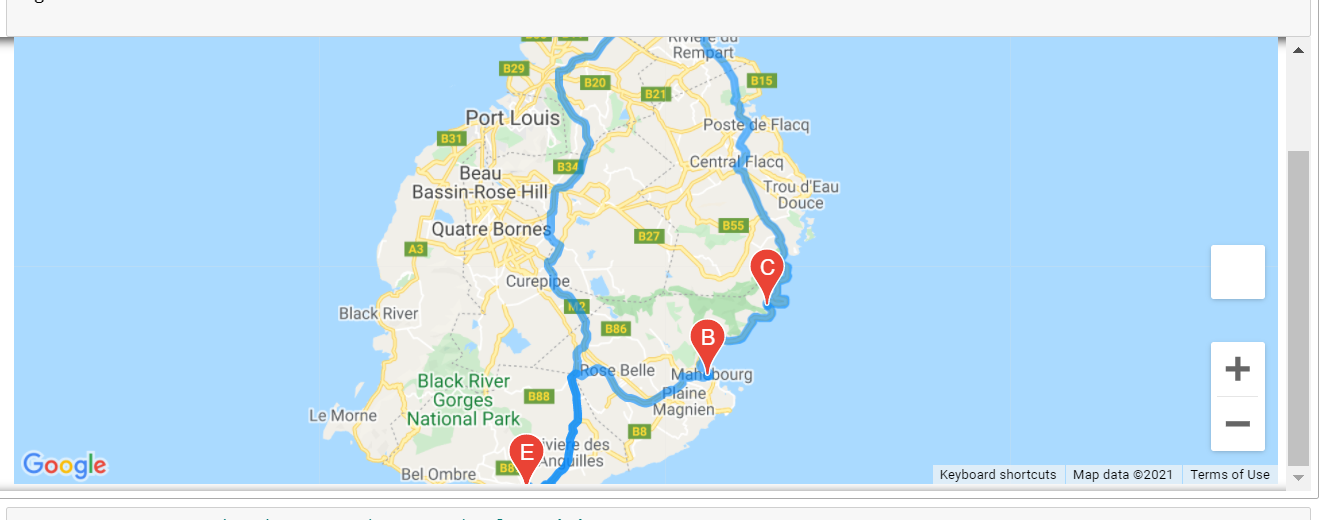 Rivière du
Rempart
B29
B20
B15
B21
Port Louis
Poste de Flacq
B31
Central Flacq
B34
Beau
Bassin-Rose Hill
Trou d'Eau
Douce
Quatre Bornes
B55
B27
A3
C
Curepipe
M2
Black River
B86
B
Rose Belle
Mahebourg
Black River
Gorges
National Park
B88
Plaine
Magnien
Le Morne
B8
E
Rivière des
Anguilles
Bel Ombre
Google
Keyboard shortcuts
Map data ©2021
Terms of Use